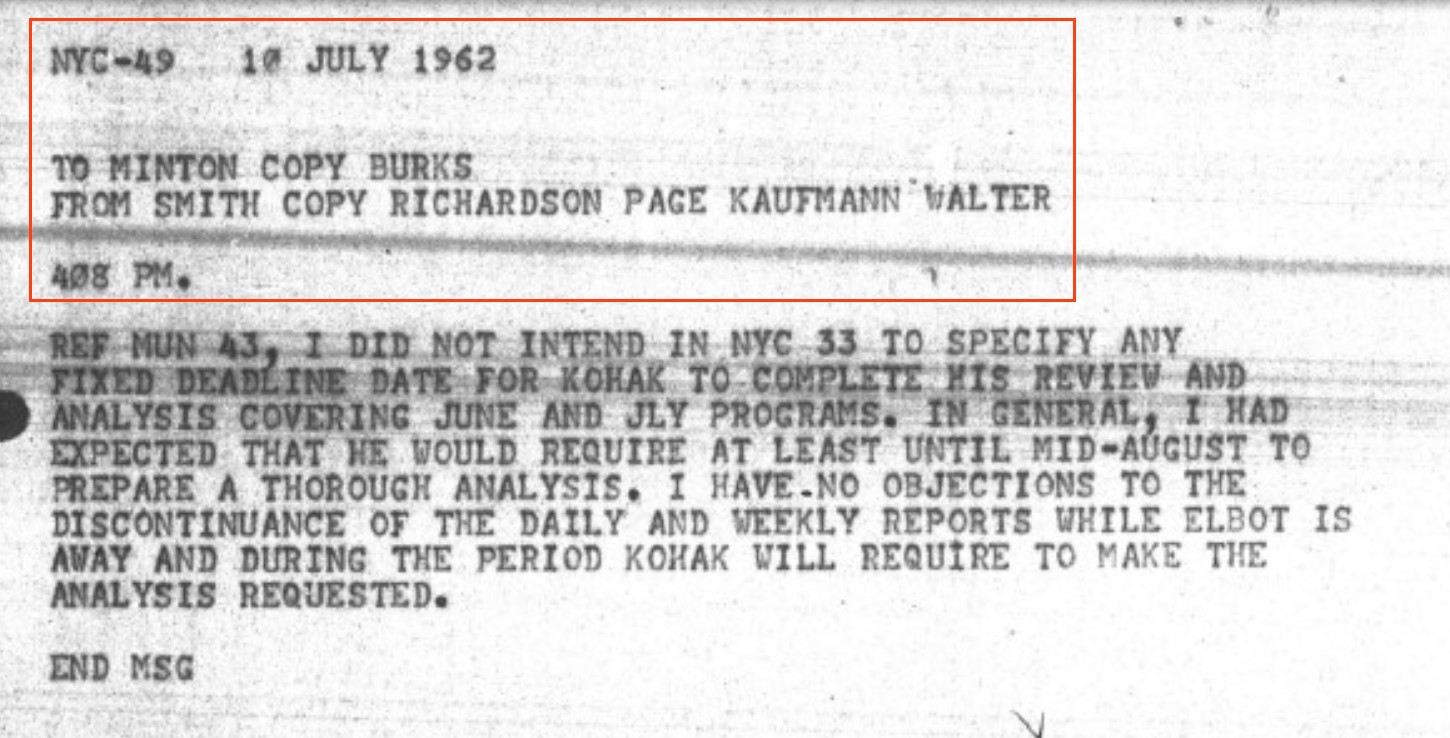 NYC-49 10 JULY 1962
TO MINTON COPY BURKS
FROM SMITH COPY RICHARDSON PAGE KAUFMANN WALTER
408 PM.
REF MUN 43, I DID NOT INTEND IN NYC 33 TO SPECIFY ANY
FIXED DEADLINE DATE FOR KOHAK TO COMPLETE HIS REVIEW AND
ANALYSIS COVERING JUNE AND JLY PROGRAMS. IN GENERAL, I HAD
EXPECTED THAT HE WOULD REQUIRE AT LEAST UNTIL MID-AUGUST TO
PREPARE A THOROUGH ANALYSIS. I HAVE NO OBJECTIONS TO THE
DISCONTINUANCE OF THE DAILY AND WEEKLY REPORTS WHILE ELBOT IS
AWAY AND DURING THE PERIOD KOHAK WILL REQUIRE TO MAKE THE
ANALYSIS REQUESTED.
END MSG